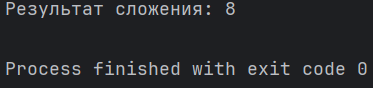 Результат сложения: 8
Process finished with exit code 0